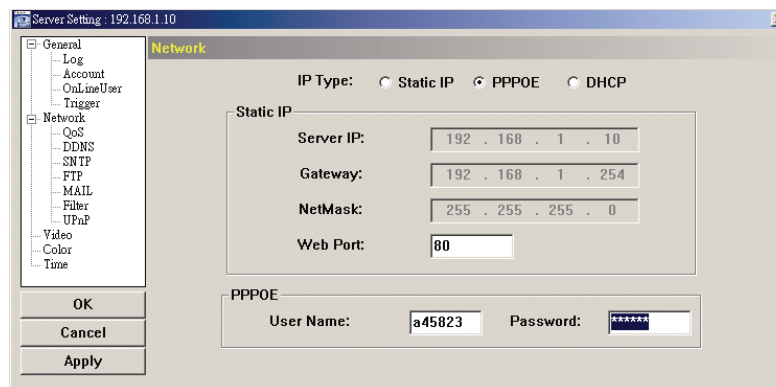 Server Setting : 192.168.1.10
General
Log
Account
OnLineUser
Trigger
Network
QoS
DDNS
SNTP
FTP
MAIL
Filter
UPnP
Video
Color
Time
OK
Cancel
Apply
Network
IP Type: Static IP PPPOE DHCP
Static IP
Server IP: 192 . 168 . 1 . 10
Gateway: 192 . 168 . 1 . 254
NetMask: 255 . 255 . 255 . 0
Web Port: 80
PPPOE
User Name: a45823 Password: ******